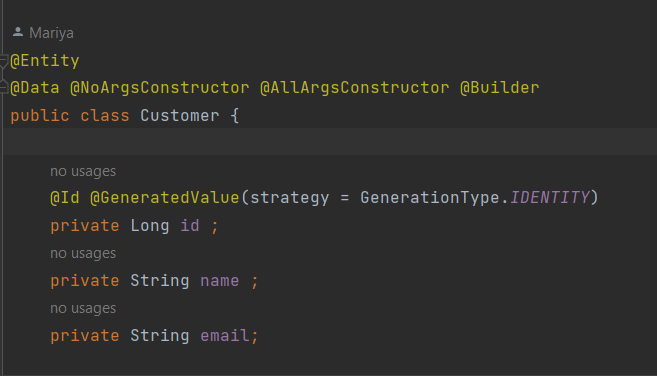 Mariya
@Entity
@Data @NoArgsConstructor @AllArgsConstructor @Builder
public class Customer {
no usages
@Id @GeneratedValue(strategy = GenerationType.IDENTITY)
private Long id ;
no usages
private String name ;
no usages
private String email;